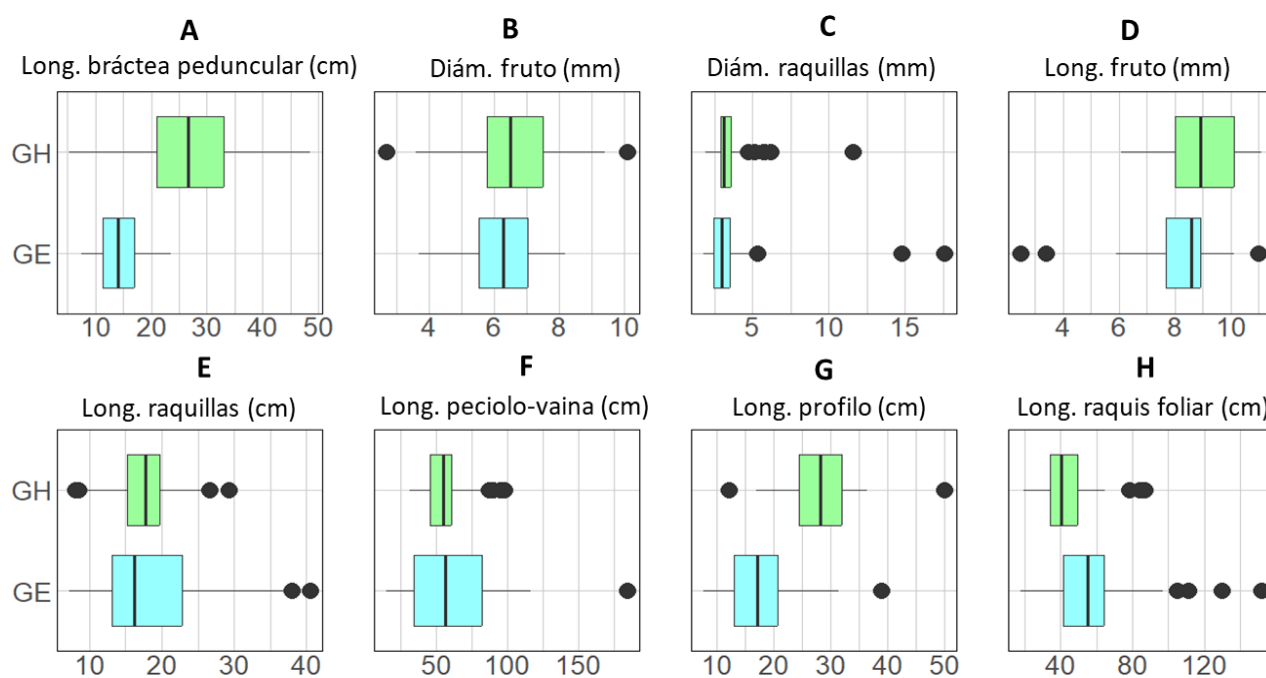 A B C D
Long. bráctea peduncular (cm) Diám. fruto (mm) Diám. raquillas (mm) Long. fruto (mm)
GH
GE
10 20 30 40 50 4 6 8 10 5 10 15 4 6 8 10
E F G H
Long. raquillas (cm) Long. peciolo-vaina (cm) Long. profilo (cm) Long. raquis foliar (cm)
GH
GE
10 20 30 40 50 100 150 10 20 30 40 50 40 80 120